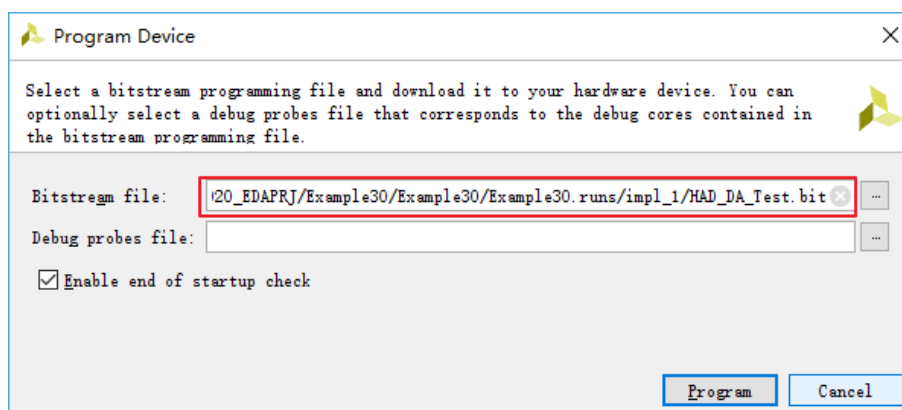 Program Device
Select a bitstream programming file and download it to your hardware device. You can
optionally select a debug probes file that corresponds to the debug cores contained in
the bitstream programming file.
Bitstream file: 20_EDAPRJ/Example30/Example30/Example30.runs/impl_1/HAD_DA_Test.bit ...
Debug probes file: ...
Enable end of startup check
Program Cancel